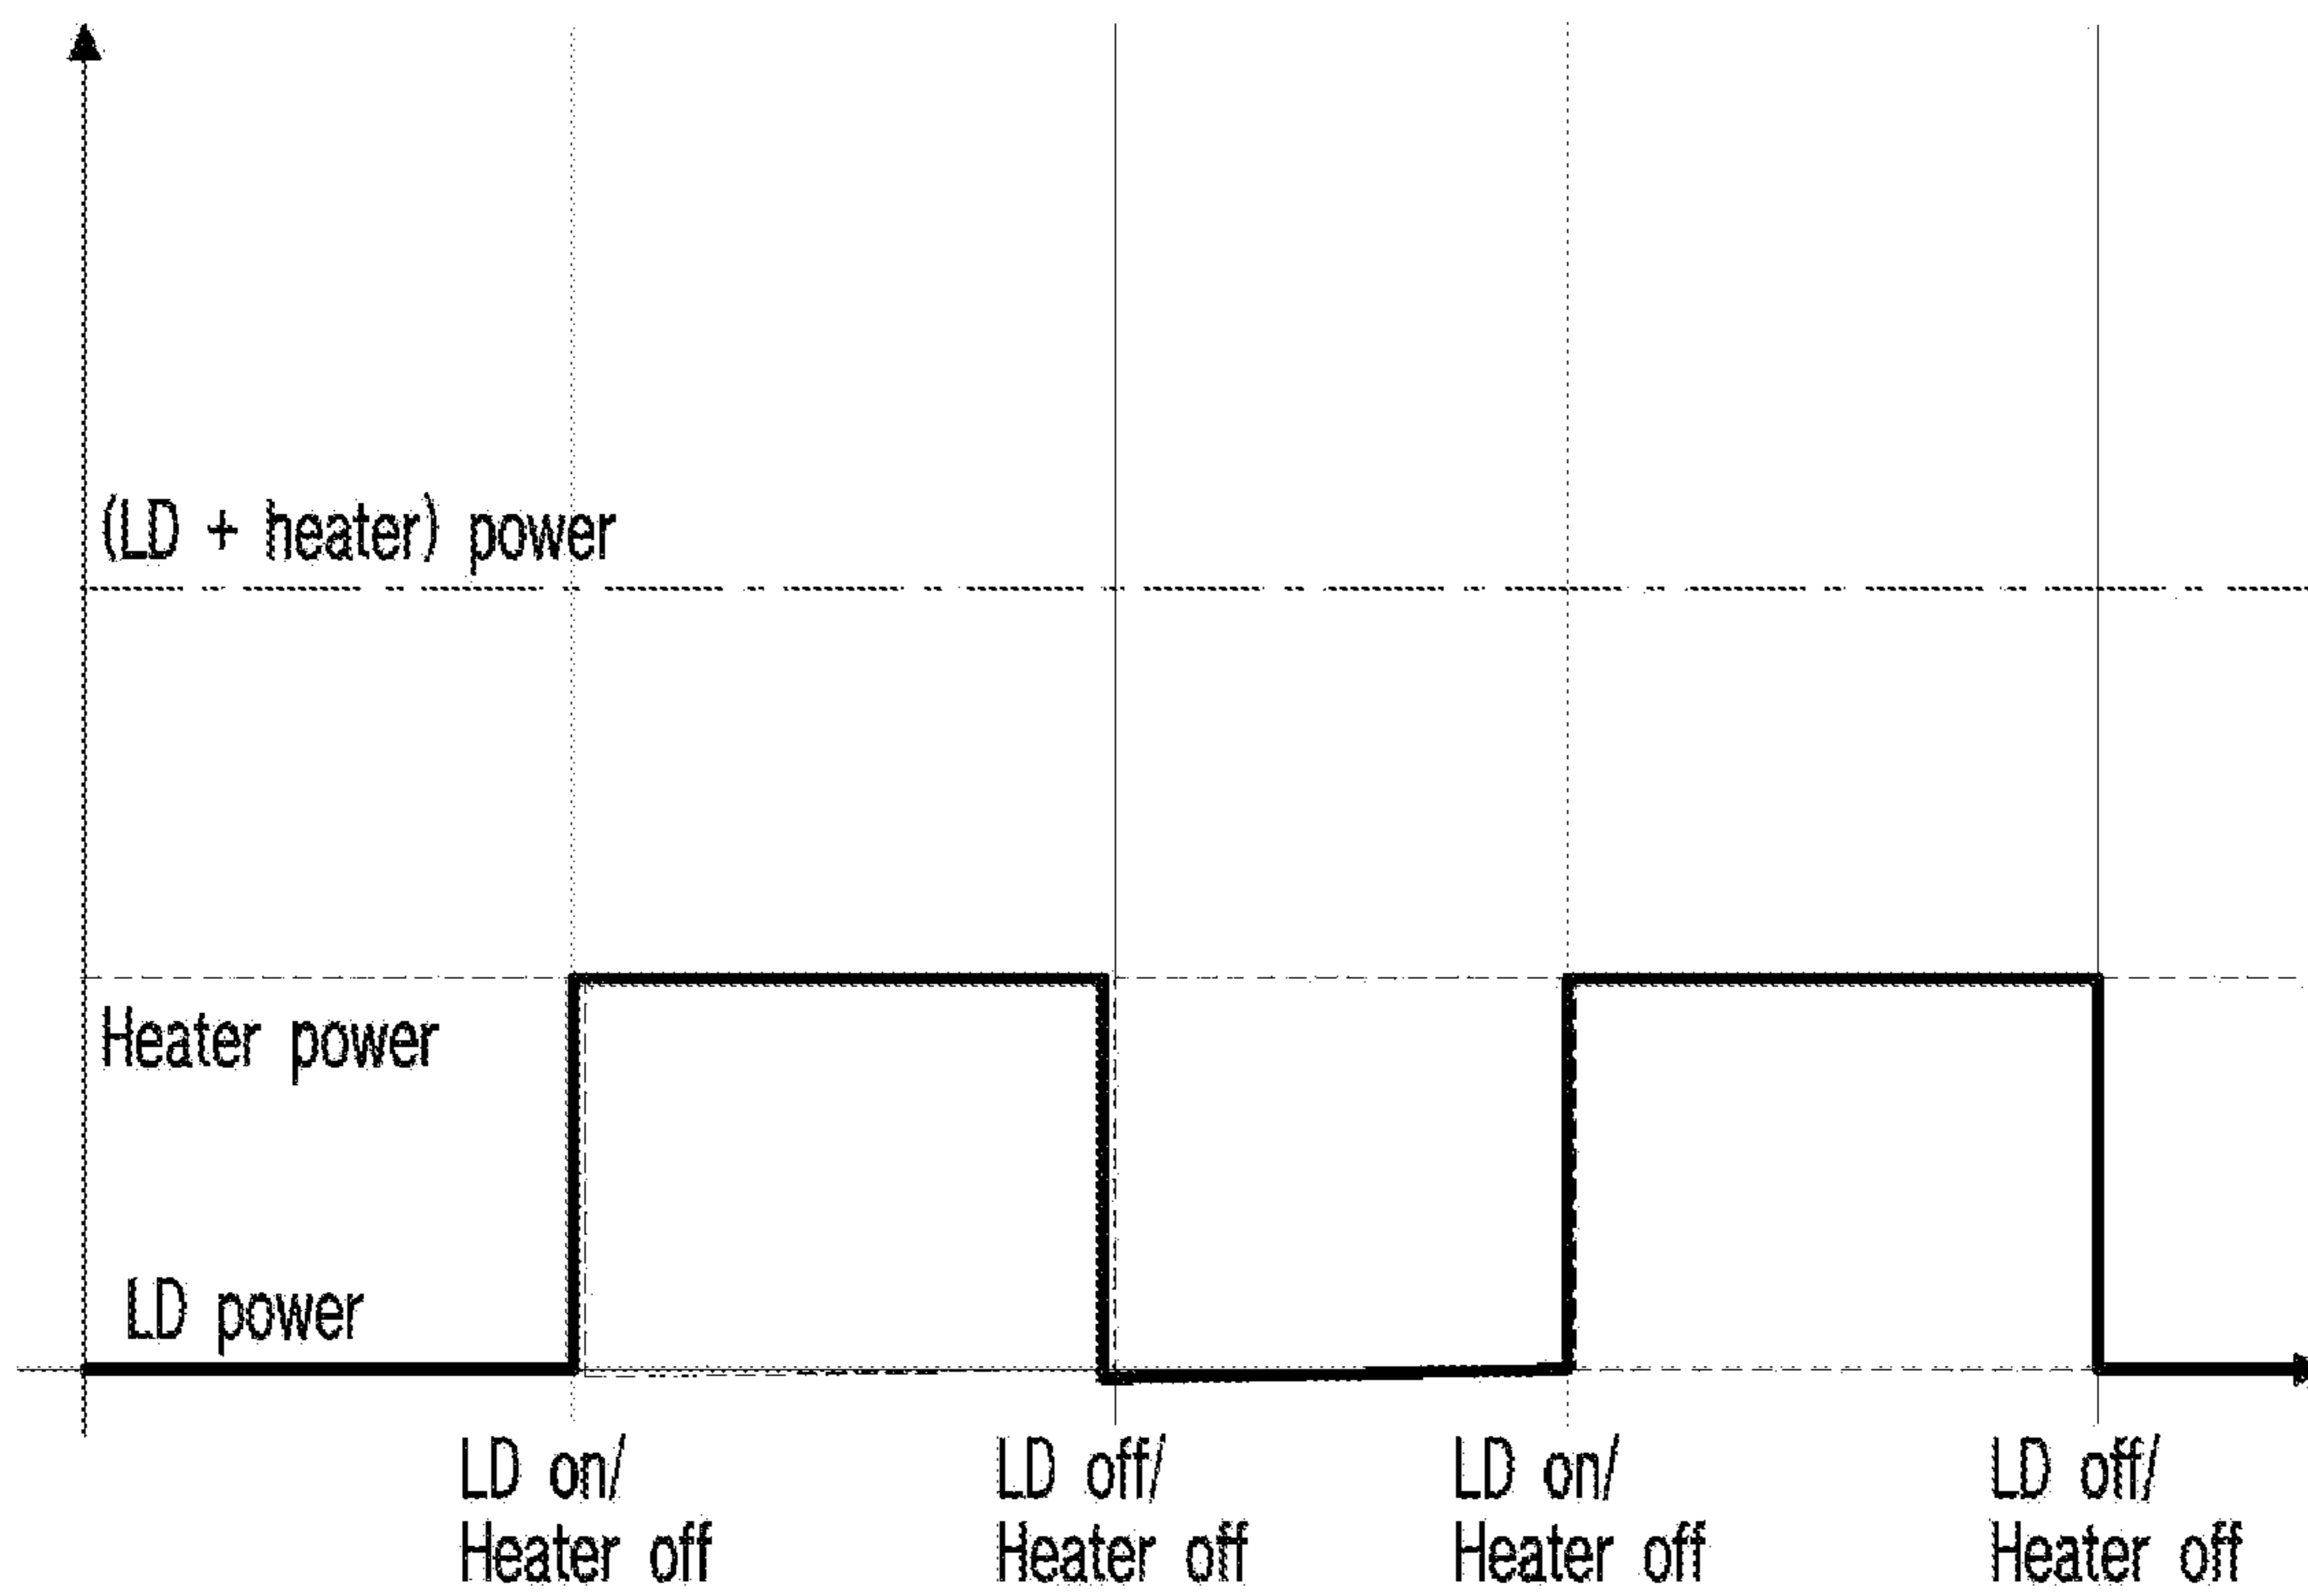 (LD + heater) power
Heater power
LD power
LD on/
Heater off
LD off/
Heater off
LD on/
Heater off
LD off/
Heater off